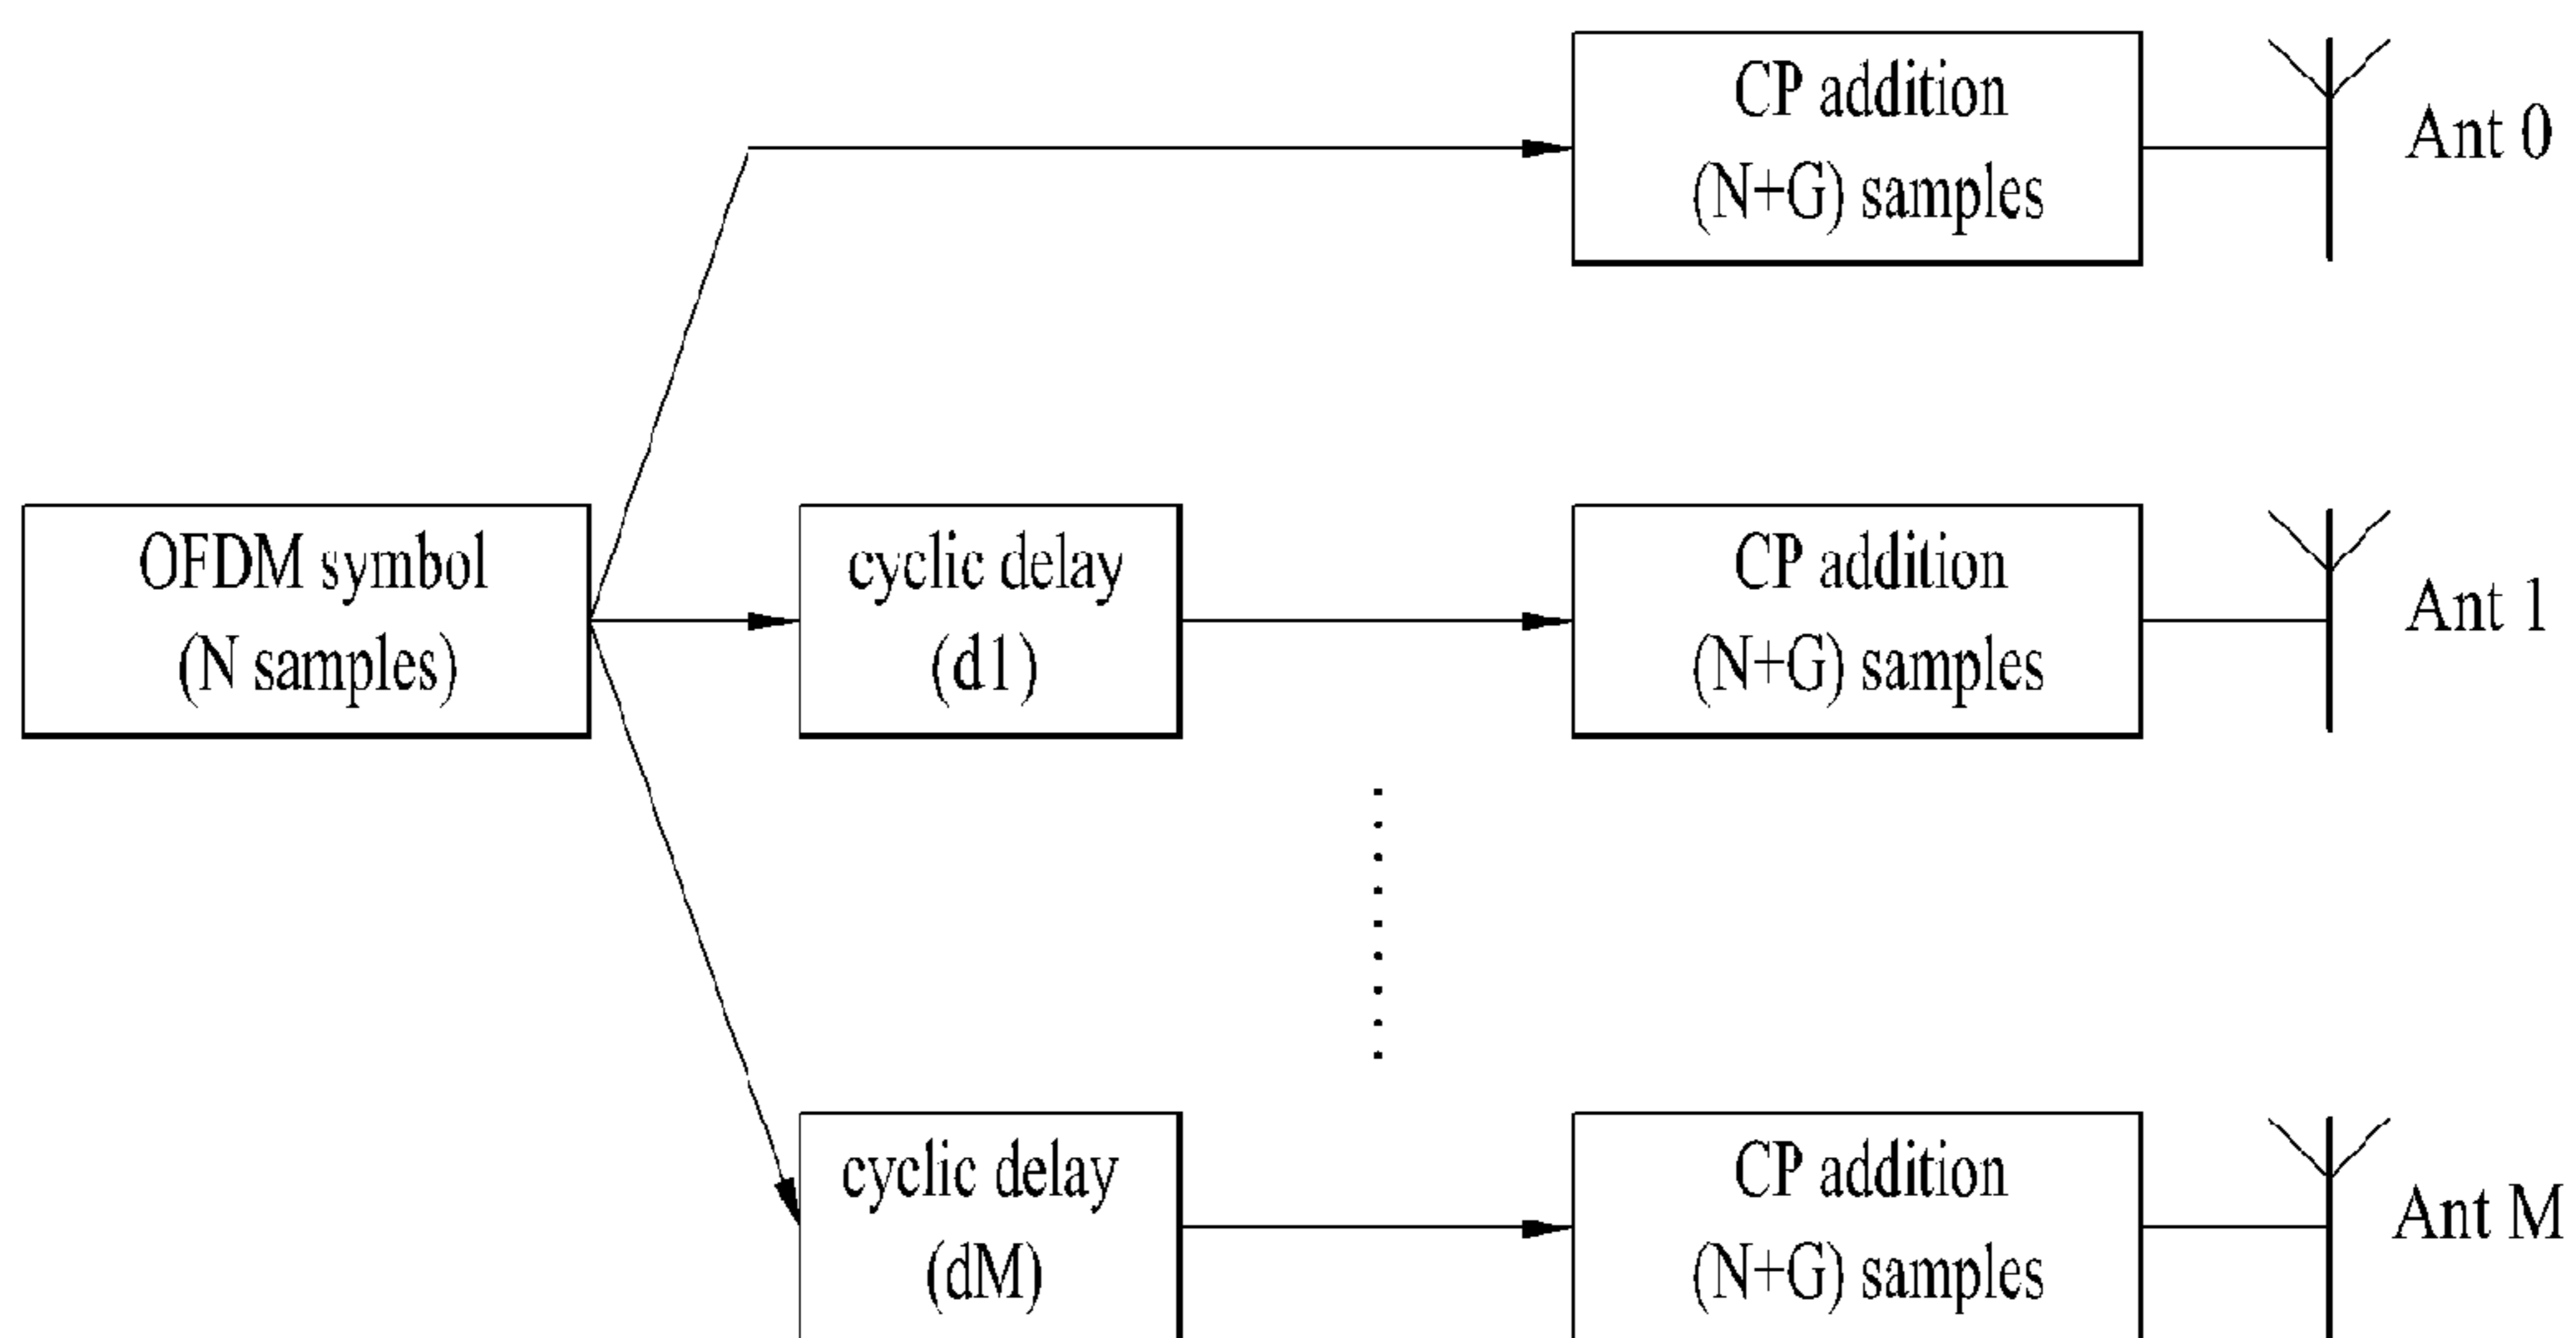 CP addition
(N+G) samples
Ant 0
OFDM symbol
(N samples)
cyclic delay
(d1)
CP addition
(N+G) samples
Ant 1
cyclic delay
(dM)
CP addition
(N+G) samples
Ant M